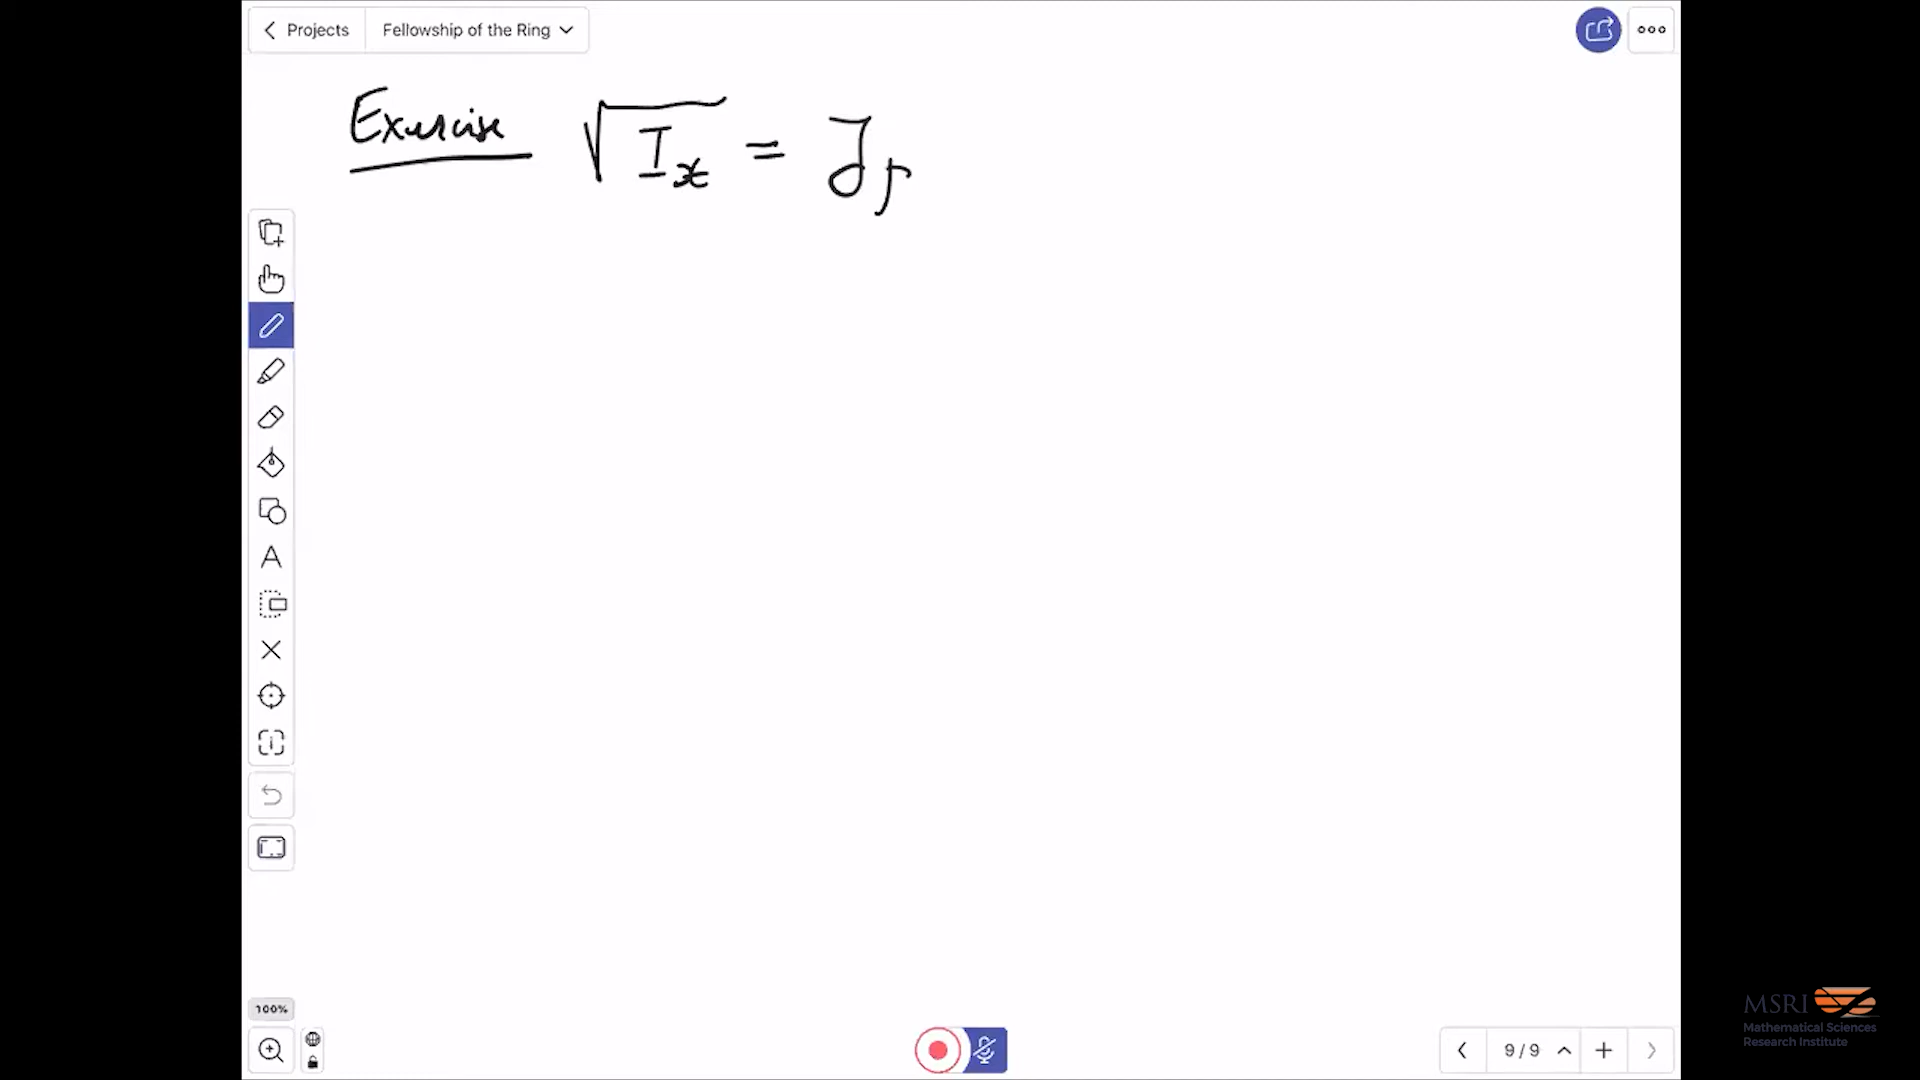 Projects
Fellowship of the Ring
Exercise √I_x = J_p
A
100%
9/9
MSRI
Mathematical Sciences
Research Institute